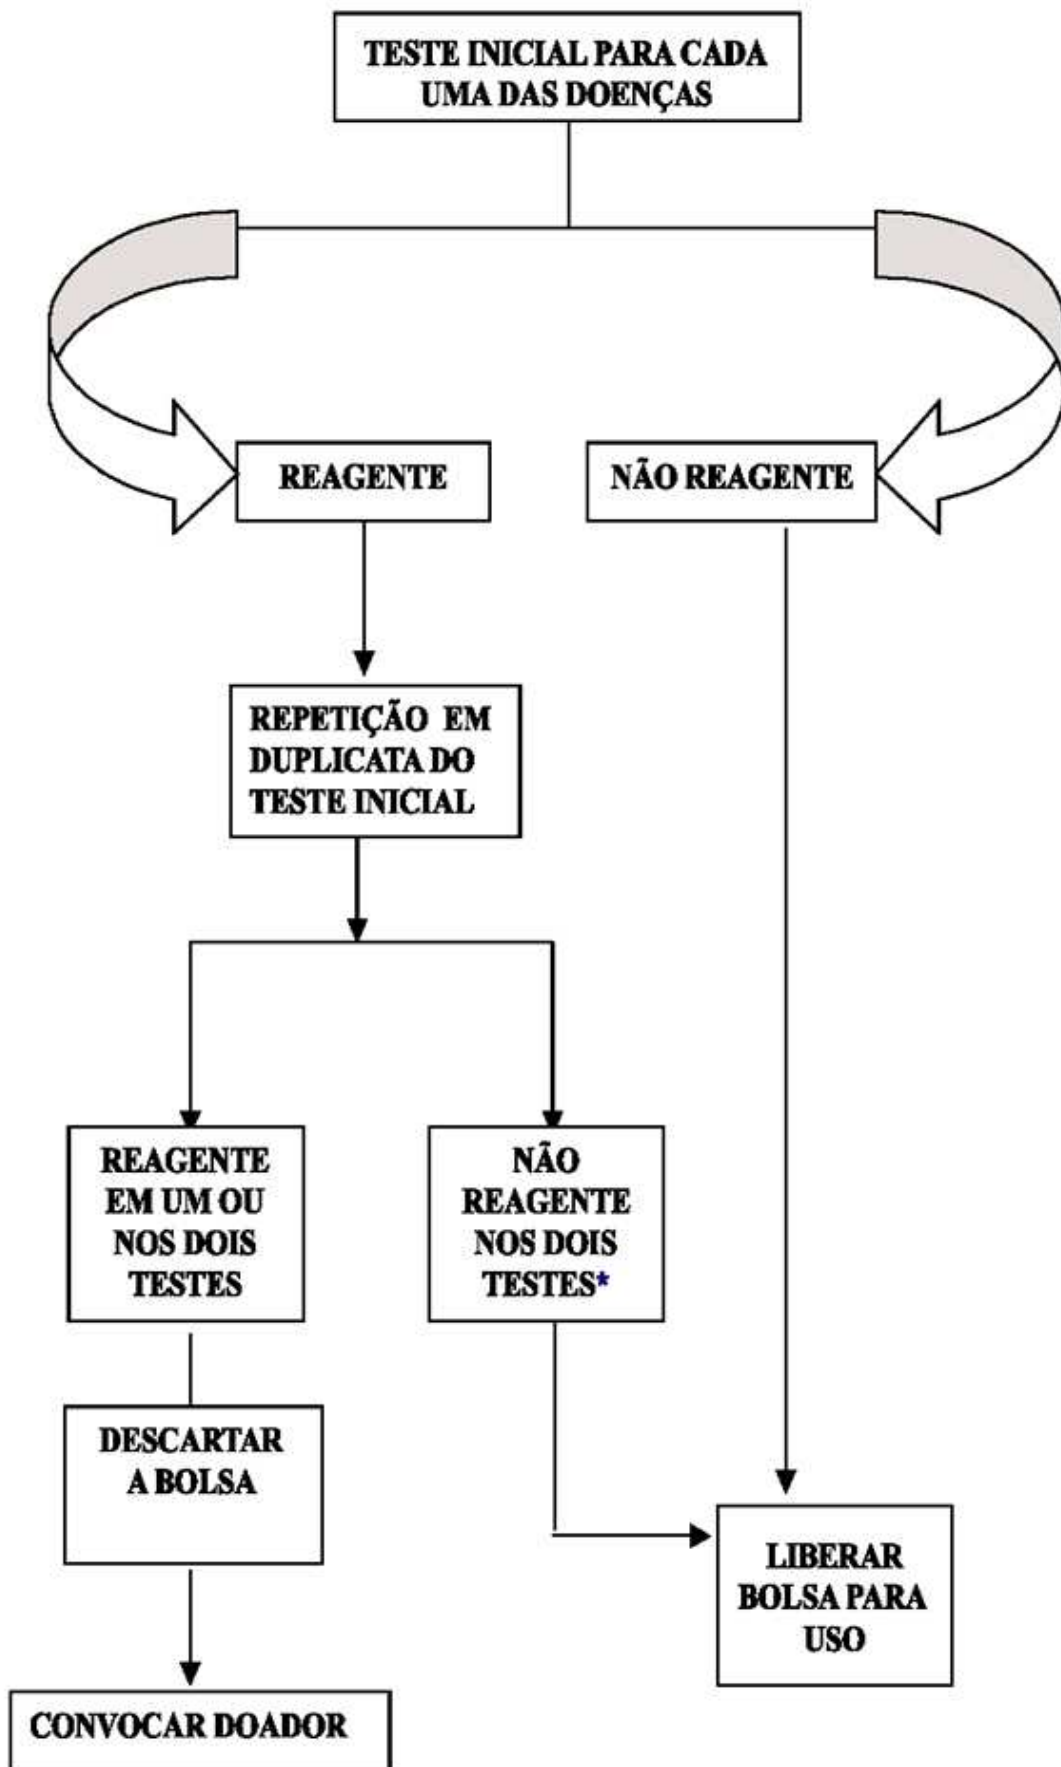 TESTE INICIAL PARA CADA
UMA DAS DOENÇAS
REAGENTE
NÃO REAGENTE
REPETIÇÃO EM
DUPLICATA DO
TESTE INICIAL
REAGENTE
EM UM OU
NOS DOIS
TESTES
NÃO
REAGENTE
NOS DOIS
TESTES*
DESCARTAR
A BOLSA
LIBERAR
BOLSA PARA
USO
CONVOCAR DOADOR